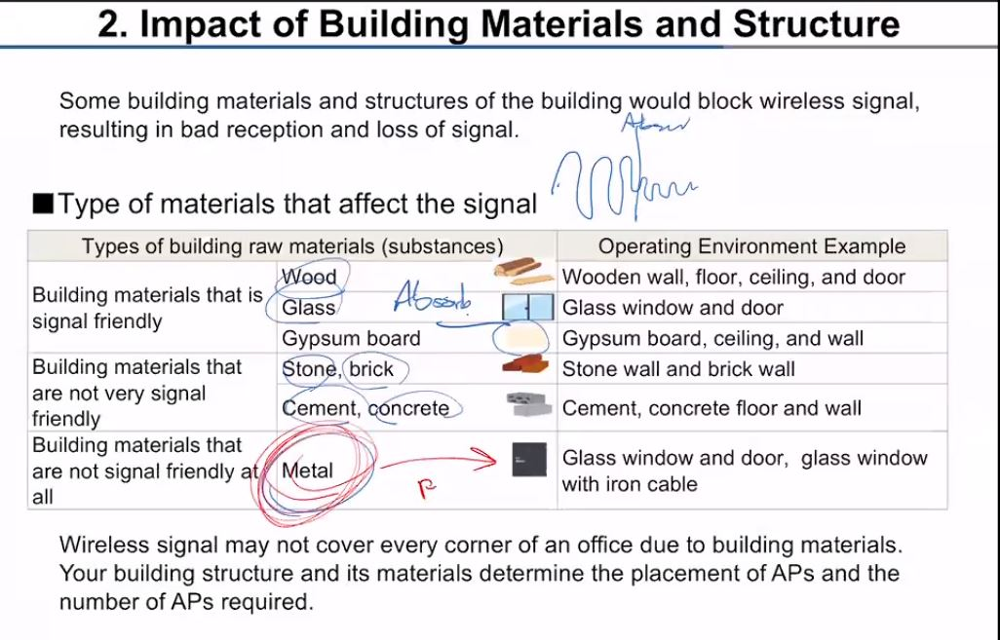 2. Impact of Building Materials and Structure
Some building materials and structures of the building would block wireless signal,
resulting in bad reception and loss of signal.
■Type of materials that affect the signal
Types of building raw materials (substances)
Operating Environment Example
Building materials that is
signal friendly
Wood
Wooden wall, floor, ceiling, and door
Glass
Absorb.
Glass window and door
Gypsum board
Gypsum board, ceiling, and wall
Building materials that
are not very signal
friendly
Stone, brick
Stone wall and brick wall
Cement, concrete
Cement, concrete floor and wall
Building materials that
are not signal friendly at
all
Metal
Glass window and door, glass window
with iron cable
Wireless signal may not cover every corner of an office due to building materials.
Your building structure and its materials determine the placement of APs and the
number of APs required.